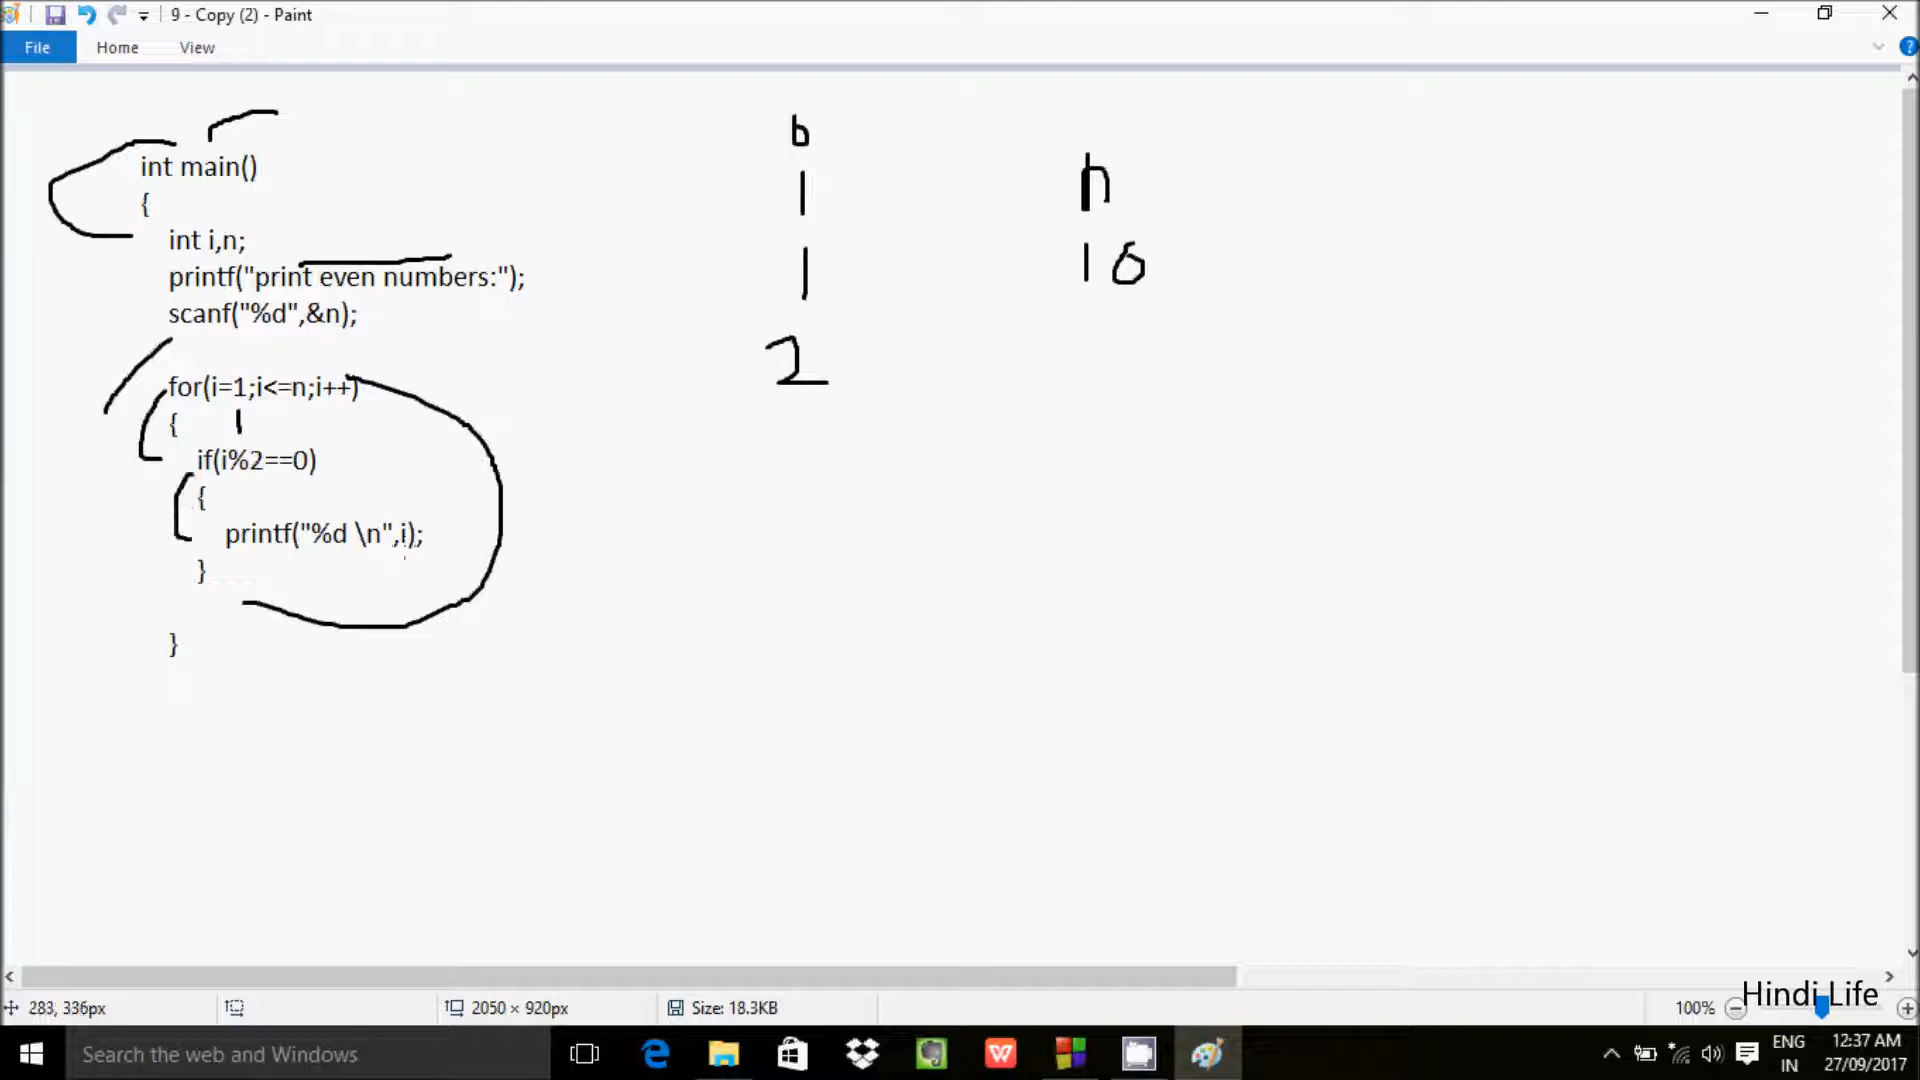 9 - Copy (2) - Paint
File Home View
int main()
{
int i,n;
printf("print even numbers:");
scanf("%d",&n);
for(i=1;i<=n;i++)
{
if(i%2==0)
{
printf("%d \n",i);
}
}
1
1
2
n
283, 336px
2050 × 920px
Size: 18.3KB
100%
Hindi Life
Search the web and Windows
ENG
IN
12:37 AM
27/09/2017